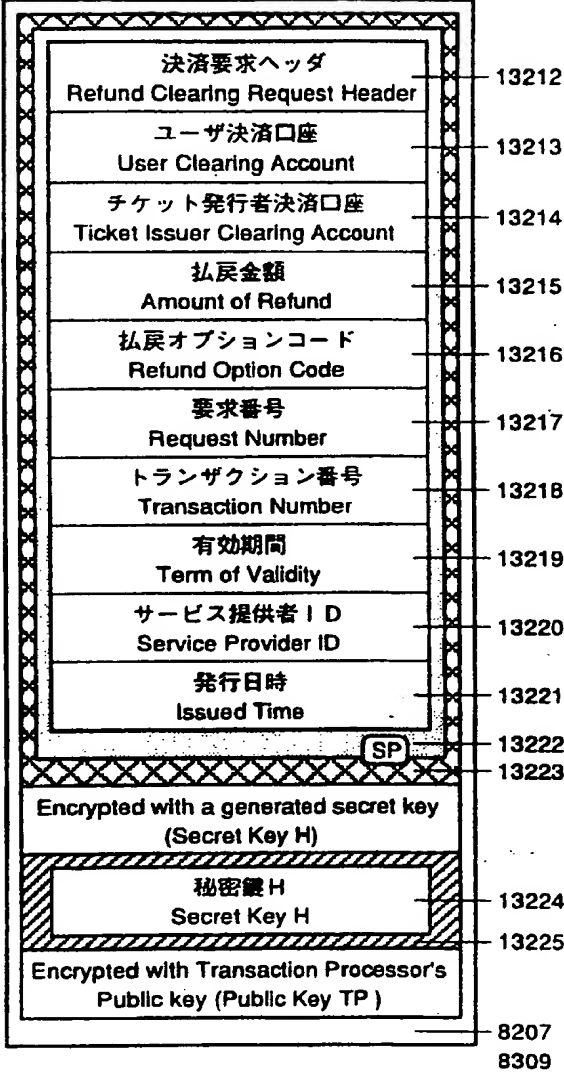 決済要求ヘッダ
Refund Clearing Request Header
13212
ユーザ決済口座
User Clearing Account
13213
チケット発行者決済口座
Ticket Issuer Clearing Account
13214
払戻金額
Amount of Refund
13215
払戻オプションコード
Refund Option Code
13216
要求番号
Request Number
13217
トランザクション番号
Transaction Number
13218
有効期間
Term of Validity
13219
サービス提供者ID
Service Provider ID
13220
発行日時
Issued Time
13221
SP
13222
13223
Encrypted with a generated secret key
(Secret Key H)
秘密鍵H
Secret Key H
13224
13225
Encrypted with Transaction Processor's
Public key (Public Key TP )
8207
8309